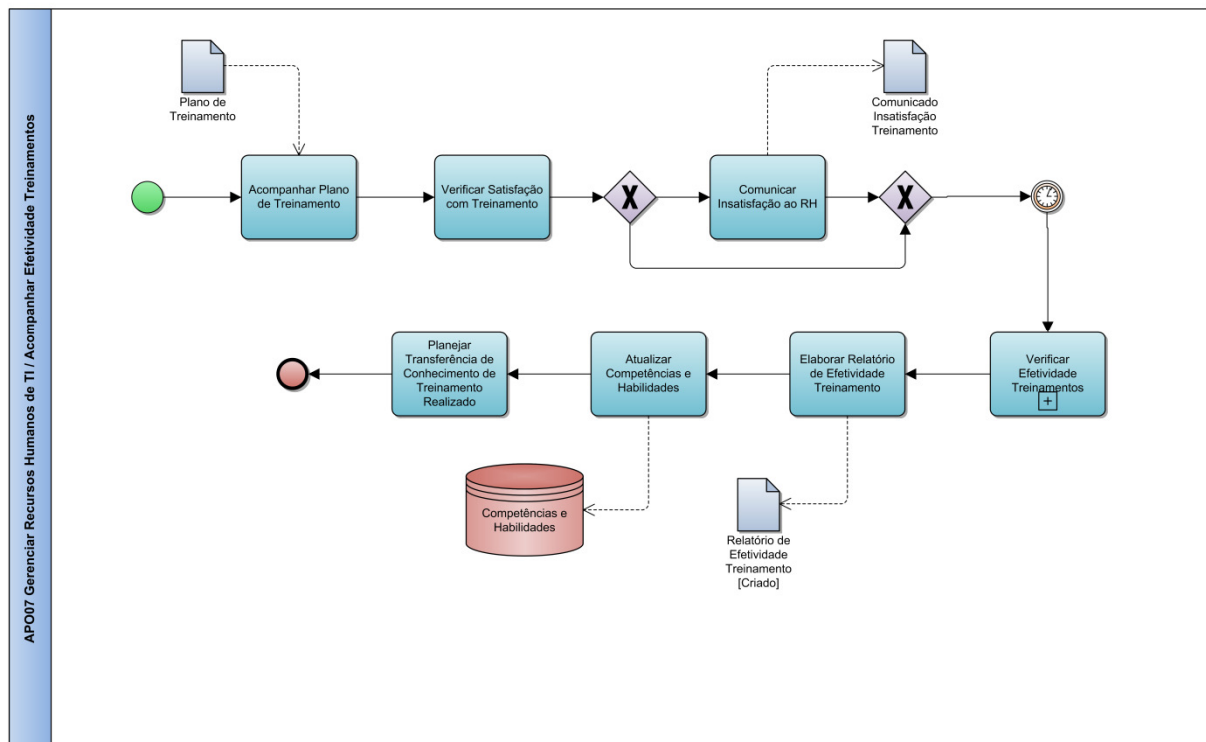 APO07 Gerenciar Recursos Humanos de TI / Acompanhar Efetividade Treinamentos
Plano de
Treinamento
Comunicado
Insatisfação
Treinamento
Acompanhar Plano
de Treinamento
Verificar Satisfação
com Treinamento
X
Comunicar
Insatisfação ao RH
X
Planejar
Transferência de
Conhecimento de
Treinamento
Realizado
Atualizar
Competências e
Habilidades
Elaborar Relatório
de Efetividade
Treinamento
Verificar
Efetividade
Treinamentos
Competências e
Habilidades
Relatório de
Efetividade
Treinamento
[Criado]